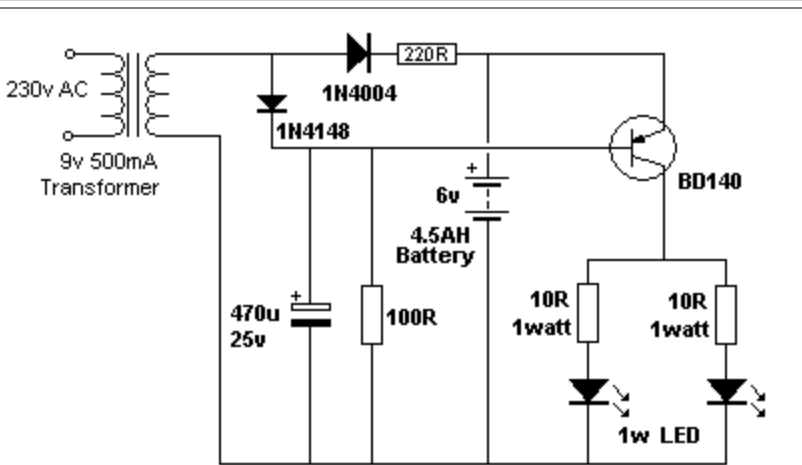 230v AC
9v 500mA
Transformer
1N4004
220R
1N4148
470u
25v
+
100R
+
6v
4.5AH
Battery
BD140
10R
1watt
10R
1watt
1w LED